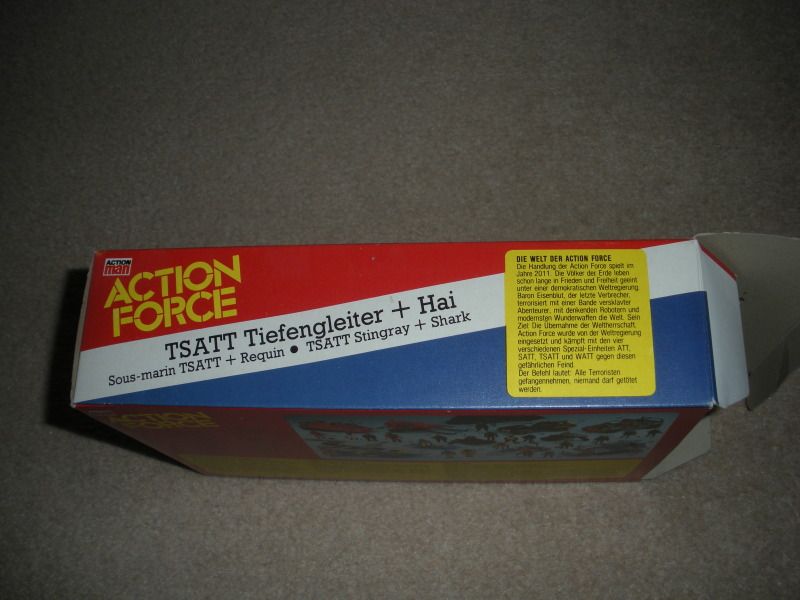 ACTION
man
ACTION
FORCE
TSATT Tiefengleiter + Hai
Sous-marin TSATT + Requin • TSATT Stingray + Shark
DIE WELT DER ACTION FORCE
Die Handlung der Action Force spielt im
Jahre 2011. Die Völker der Erde leben
schon lange in Frieden und Freiheit geeint
unter einer demokratischen Weltregierung.
Baron Eisenblut, der letzte Verbrecher,
terrorisiert mit einer Bande versklavter
Abenteurer, mit denkenden Robotern und
modernsten Wunderwaffen die Welt. Sein
Ziel: Die Übernahme der Weltherrschaft.
Action Force wurde von der Weltregierung
eingesetzt und kämpft mit den vier
verschiedenen Spezial-Einheiten ATT,
SATT, TSATT und WATT gegen diesen
gefährlichen Feind.
Der Befehl lautet: Alle Terroristen
gefangennehmen, niemand darf getötet
werden.
ACTION
FORCE